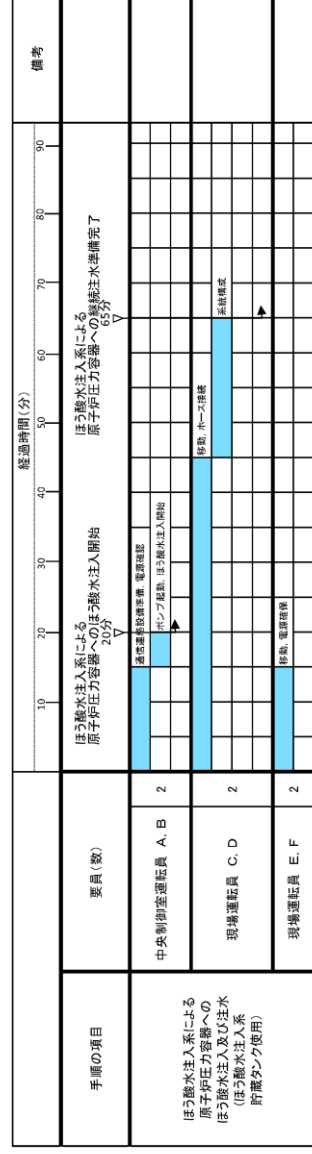 経過時間(分)
備考
10
20
30
40
50
60
70
80
90
手順の項目
要員(数)
ほう酸水注入系による
原子炉圧力容器へのほう酸水注入開始
20分
ほう酸水注入系による
原子炉圧力容器への継続注水準備完了
65分
ほう酸水注入系による
原子炉圧力容器への
ほう酸水注入及び注水
(ほう酸水注入系
貯蔵タンク使用)
中央制御室運転員 A, B
2
通信連絡設備準備, 電源確認
ポンプ起動, ほう酸水注入開始
現場運転員 C, D
2
移動, ホース接続
系統構成
現場運転員 E, F
2
移動, 電源確保